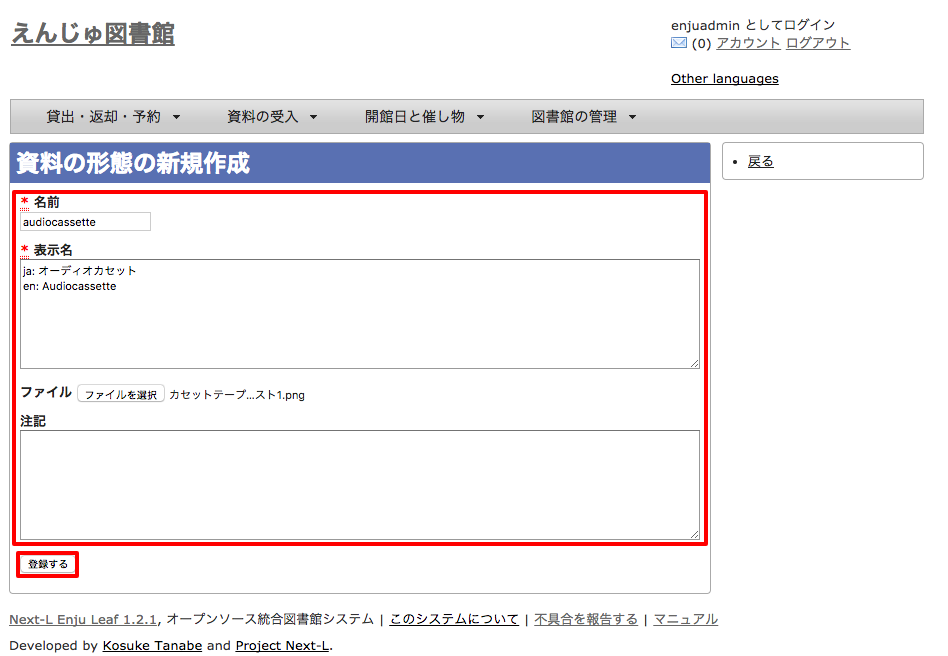 えんじゅ図書館
enjuadmin としてログイン
(0) アカウント ログアウト
Other languages
貸出・返却・予約 ▼ 資料の受入 ▼ 開館日と催し物 ▼ 図書館の管理 ▼
資料の形態の新規作成
• 戻る
* 名前
audiocassette
* 表示名
ja: オーディオカセット
en: Audiocassette
ファイル ファイルを選択 カセットテープ...スト1.png
注記
登録する
Next-L Enju Leaf 1.2.1, オープンソース統合図書館システム | このシステムについて | 不具合を報告する | マニュアル
Developed by Kosuke Tanabe and Project Next-L.